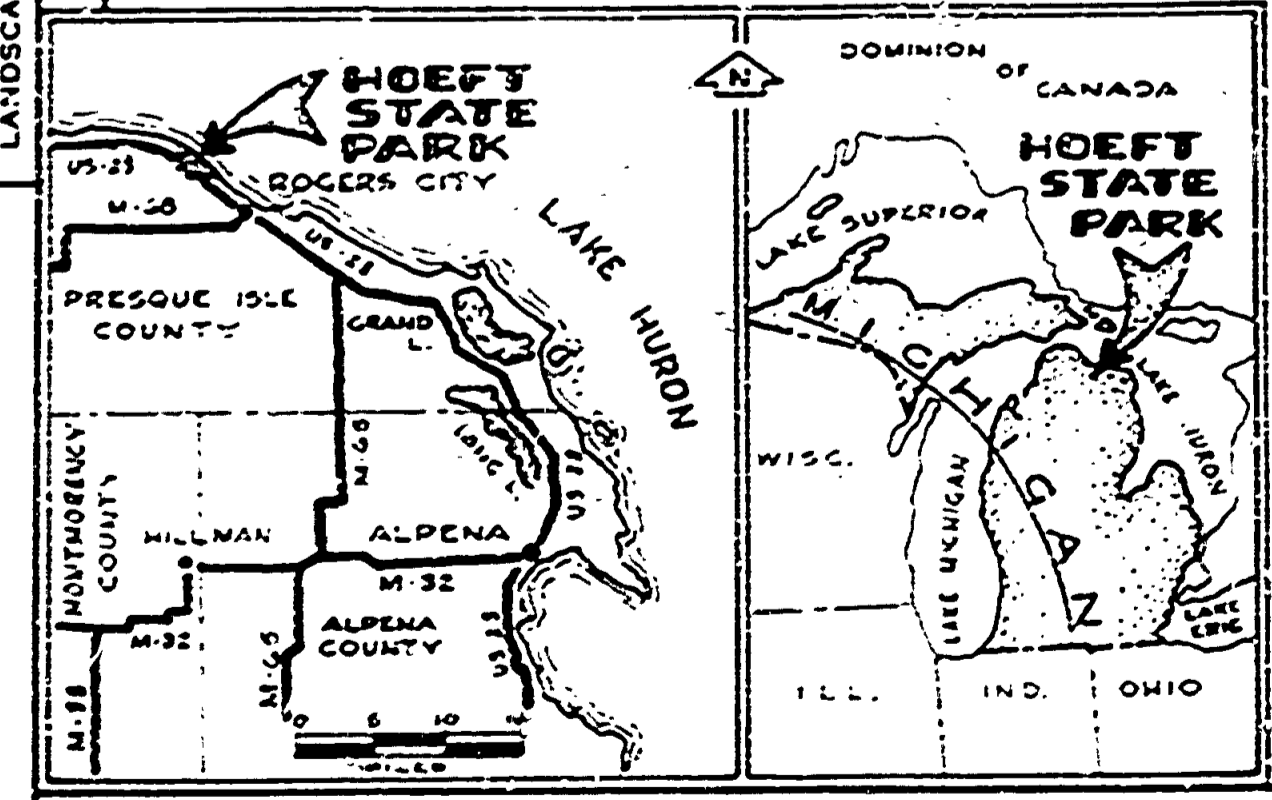 LANDSCA
HOEFT
STATE
PARK
US-23
ROGERS CITY
M-68
US-23
LAKE HURON
PRESQUE ISLE
COUNTY
GRAND
L.
M-65
LONG L.
US 23
MONTMORENCY
COUNTY
HILLMAN
ALPENA
M-32
ALPENA
COUNTY
M-32
M-65
US 23
0 5 10
N
DOMINION
OF
CANADA
HOEFT
STATE
PARK
LAKE SUPERIOR
MICHIGAN
LAKE
HURON
WISC.
LAKE MICHIGAN
LAKE
ERIE
ILL.
IND.
OHIO